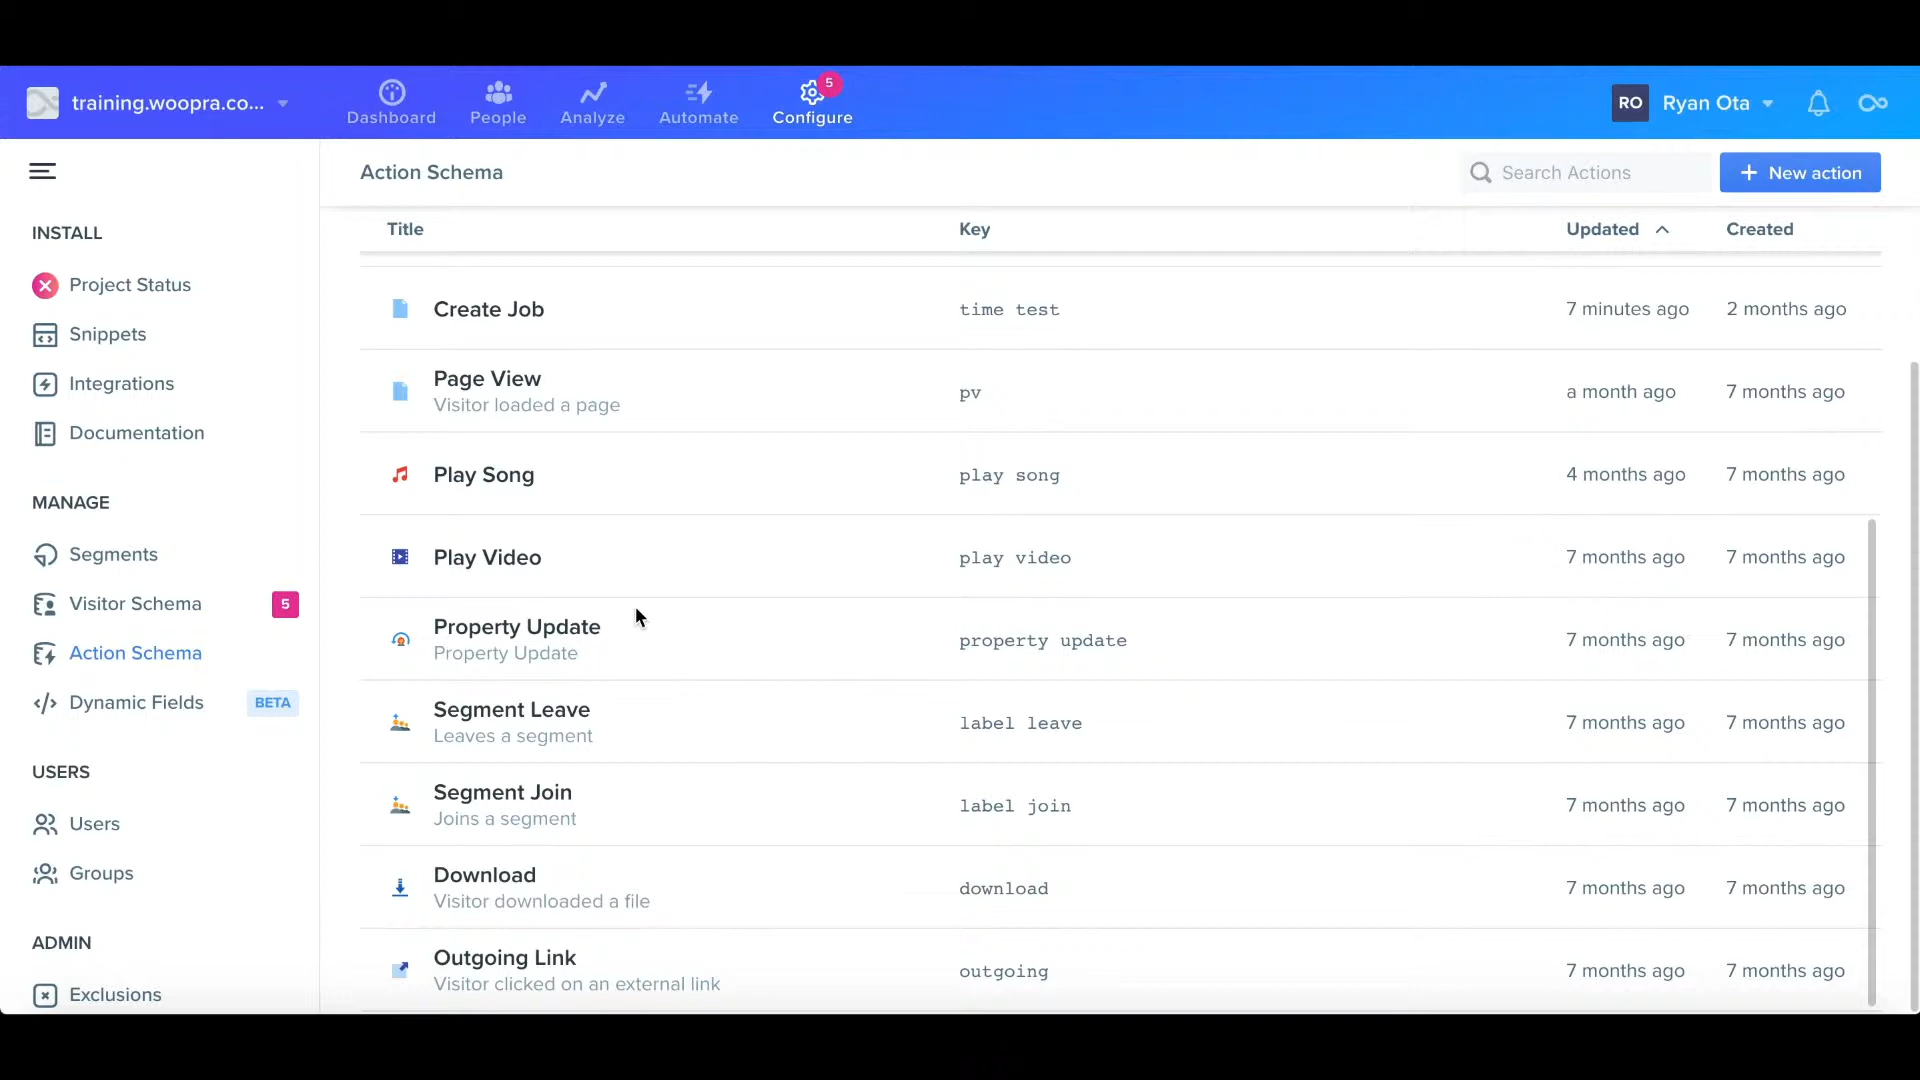 training.woopra.co...
Dashboard
People
Analyze
Automate
5
Configure
RO
Ryan Ota
Action Schema
Search Actions
+ New action
INSTALL
Project Status
Snippets
Integrations
Documentation
MANAGE
Segments
Visitor Schema 5
Action Schema
Dynamic Fields BETA
USERS
Users
Groups
ADMIN
Exclusions
Title Key Updated Created
Create Job time test 7 minutes ago 2 months ago
Page View pv a month ago 7 months ago
Visitor loaded a page
Play Song play song 4 months ago 7 months ago
Play Video play video 7 months ago 7 months ago
Property Update property update 7 months ago 7 months ago
Property Update
Segment Leave label leave 7 months ago 7 months ago
Leaves a segment
Segment Join label join 7 months ago 7 months ago
Joins a segment
Download download 7 months ago 7 months ago
Visitor downloaded a file
Outgoing Link outgoing 7 months ago 7 months ago
Visitor clicked on an external link